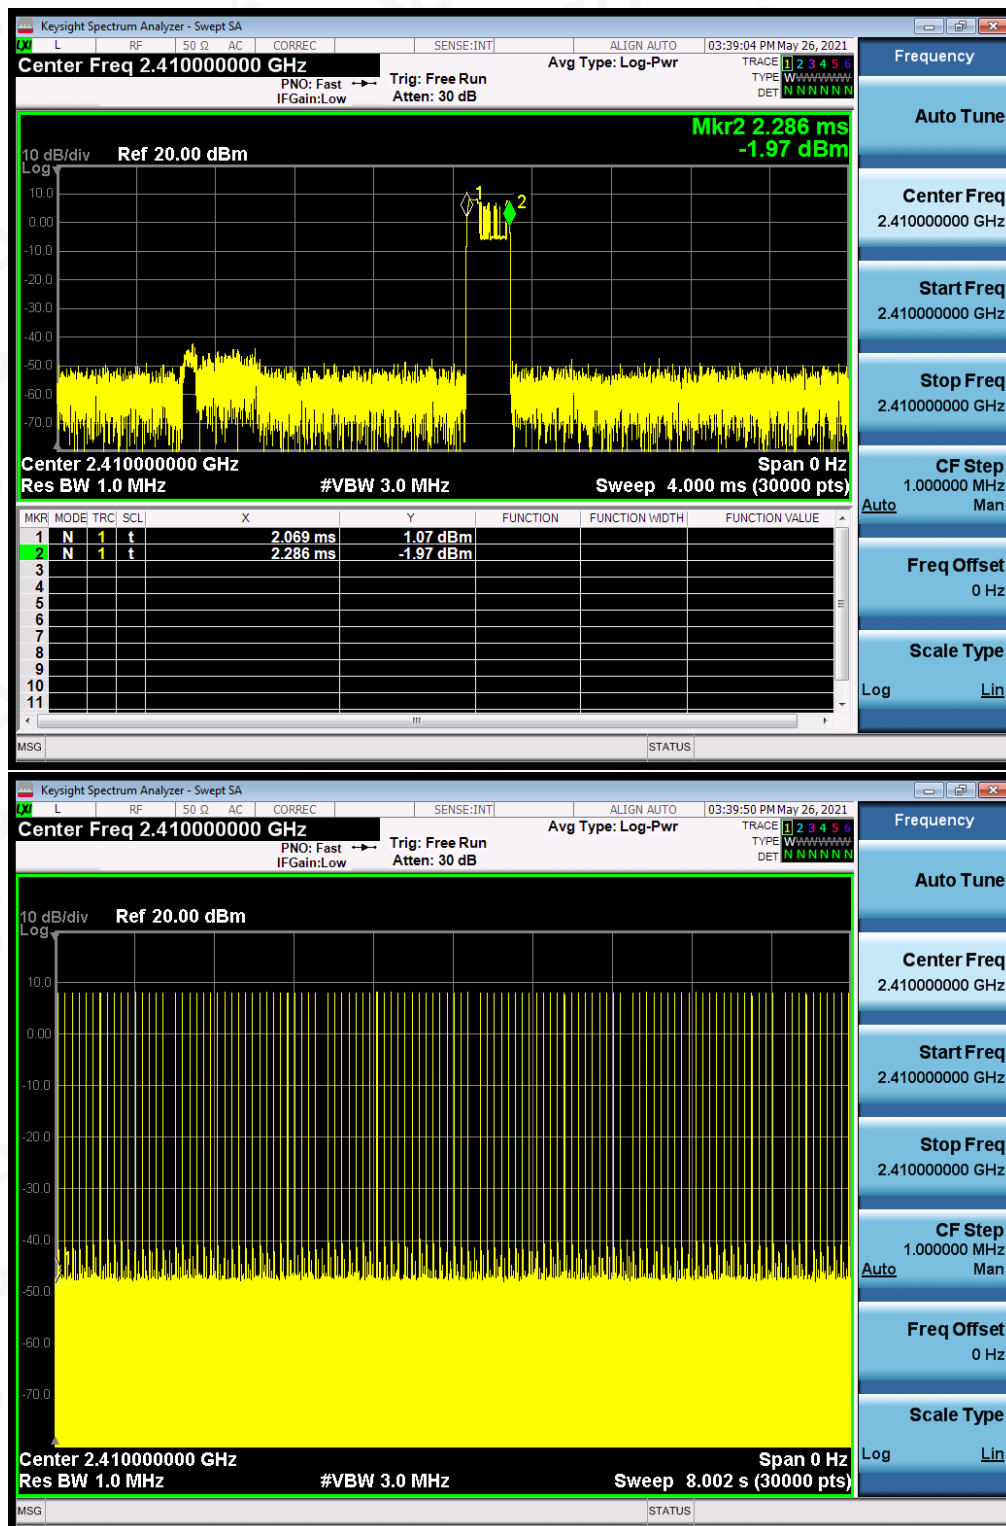 Keysight Spectrum Analyzer - Swept SA
LXI L RF 50 Ω AC CORREC SENSE:INT ALIGN AUTO 03:39:04 PM May 26, 2021
Center Freq 2.410000000 GHz
PNO: Fast
IFGain:Low
Trig: Free Run
Atten: 30 dB
Avg Type: Log-Pwr
TRACE 1 2 3 4 5 6
TYPE WWWWWW
DET N N N N N N
Mkr2 2.286 ms
-1.97 dBm
10 dB/div Ref 20.00 dBm
Log
10.0
0.00
-10.0
-20.0
-30.0
-40.0
-50.0
-60.0
-70.0
1
2
Center 2.410000000 GHz Span 0 Hz
Res BW 1.0 MHz #VBW 3.0 MHz Sweep 4.000 ms (30000 pts)
MKR MODE TRC SCL X Y FUNCTION FUNCTION WIDTH FUNCTION VALUE
1 N 1 t 2.069 ms 1.07 dBm
2 N 1 t 2.286 ms -1.97 dBm
3
4
5
6
7
8
9
10
11
MSG STATUS
Frequency
Auto Tune
Center Freq
2.410000000 GHz
Start Freq
2.410000000 GHz
Stop Freq
2.410000000 GHz
CF Step
1.000000 MHz
Auto Man
Freq Offset
0 Hz
Scale Type
Log Lin
Keysight Spectrum Analyzer - Swept SA
LXI L RF 50 Ω AC CORREC SENSE:INT ALIGN AUTO 03:39:50 PM May 26, 2021
Center Freq 2.410000000 GHz
PNO: Fast
IFGain:Low
Trig: Free Run
Atten: 30 dB
Avg Type: Log-Pwr
TRACE 1 2 3 4 5 6
TYPE WWWWWW
DET N N N N N N
10 dB/div Ref 20.00 dBm
Log
10.0
0.00
-10.0
-20.0
-30.0
-40.0
-50.0
-60.0
-70.0
Center 2.410000000 GHz Span 0 Hz
Res BW 1.0 MHz #VBW 3.0 MHz Sweep 8.002 s (30000 pts)
MSG STATUS
Frequency
Auto Tune
Center Freq
2.410000000 GHz
Start Freq
2.410000000 GHz
Stop Freq
2.410000000 GHz
CF Step
1.000000 MHz
Auto Man
Freq Offset
0 Hz
Scale Type
Log Lin